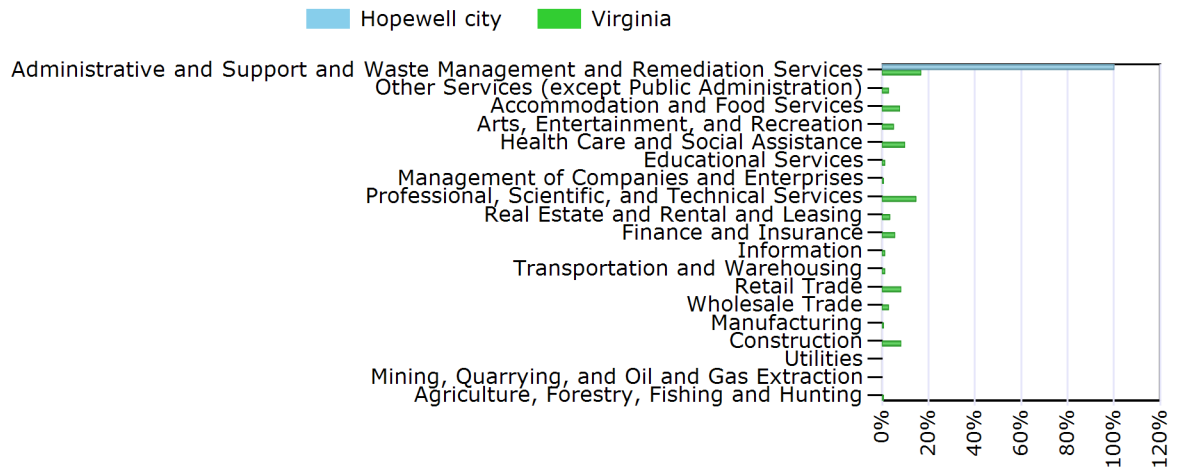 Hopewell city Virginia
Administrative and Support and Waste Management and Remediation Services
Other Services (except Public Administration)
Accommodation and Food Services
Arts, Entertainment, and Recreation
Health Care and Social Assistance
Educational Services
Management of Companies and Enterprises
Professional, Scientific, and Technical Services
Real Estate and Rental and Leasing
Finance and Insurance
Information
Transportation and Warehousing
Retail Trade
Wholesale Trade
Manufacturing
Construction
Utilities
Mining, Quarrying, and Oil and Gas Extraction
Agriculture, Forestry, Fishing and Hunting
0% 20% 40% 60% 80% 100% 120%